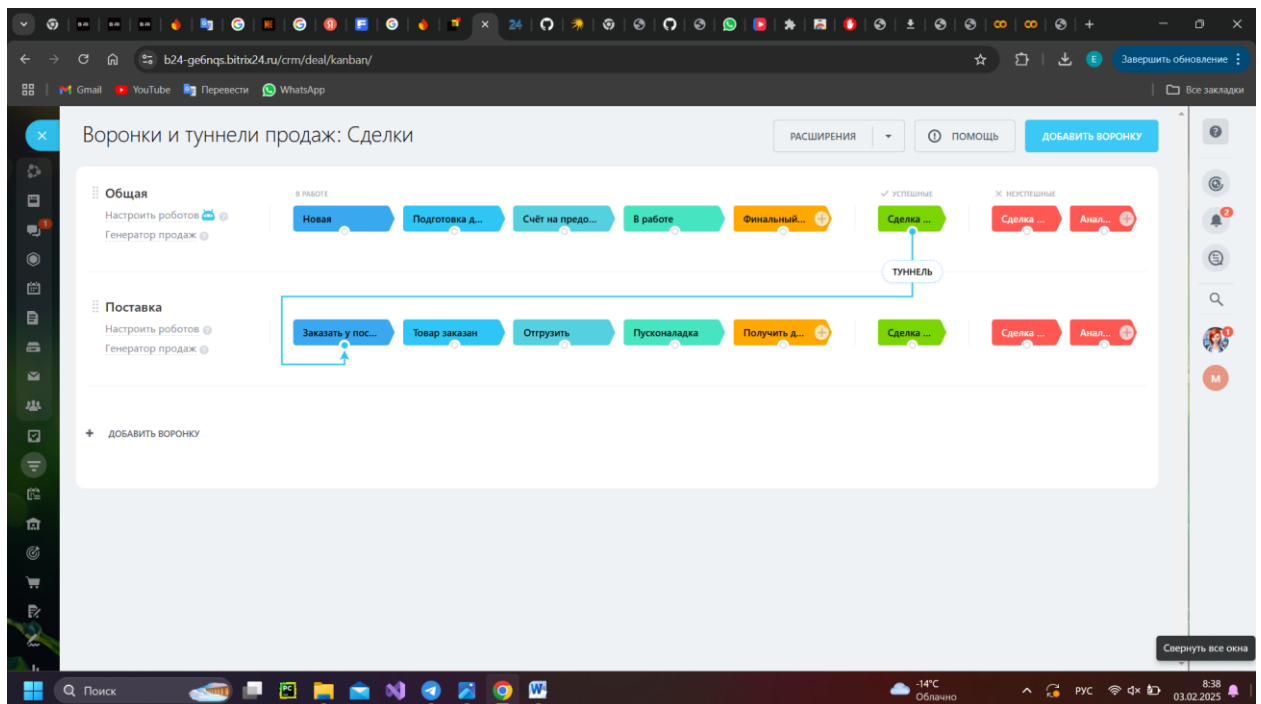 24
b24-ge6nqs.bitrix24.ru/crm/deal/kanban/
E
Завершить обновление
Gmail
YouTube
Перевести
WhatsApp
Все закладки
Воронки и туннели продаж: Сделки
РАСШИРЕНИЯ
ПОМОЩЬ
ДОБАВИТЬ ВОРОНКУ
Общая
Настроить роботов
Генератор продаж
В РАБОТЕ
УСПЕШНЫЕ
НЕУСПЕШНЫЕ
Новая
Подготовка д...
Счёт на предо...
В работе
Финальный...
Сделка ...
Сделка ...
Анал...
ТУННЕЛЬ
Поставка
Настроить роботов
Генератор продаж
Заказать у пос...
Товар заказан
Отгрузить
Пусконаладка
Получить д...
Сделка ...
Сделка ...
Анал...
+ ДОБАВИТЬ ВОРОНКУ
1
2
1
M
Свернуть все окна
Поиск
-14°C
Облачно
РУС
8:38
03.02.2025